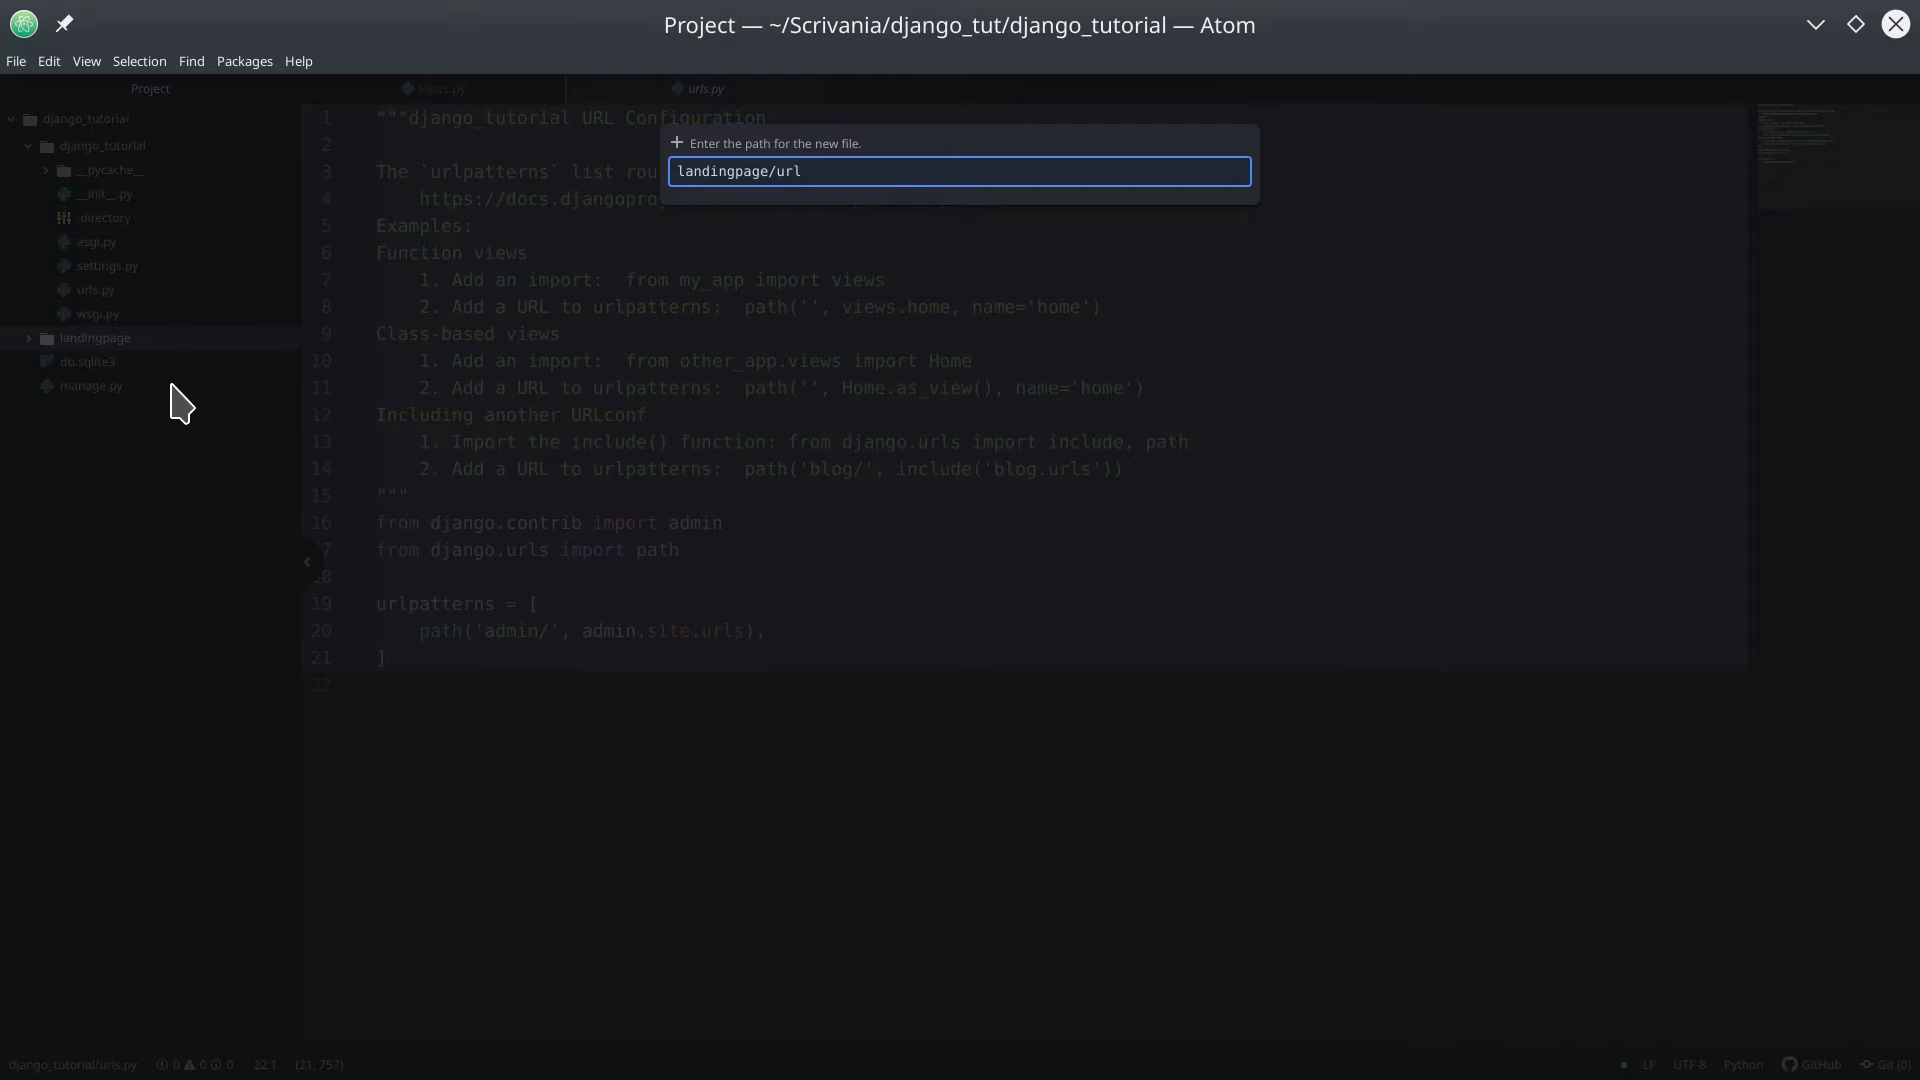 Project — ~/Scrivania/django_tut/django_tutorial — Atom
File Edit View Selection Find Packages Help
Project
views.py
urls.py
django_tutorial
django_tutorial
__pycache__
__init__.py
.directory
asgi.py
settings.py
urls.py
wsgi.py
landingpage
db.sqlite3
manage.py
Enter the path for the new file.
landingpage/url
1 """django_tutorial URL Configuration
2
3 The `urlpatterns` list rou
4 https://docs.djangoproj
5 Examples:
6 Function views
7 1. Add an import:  from my_app import views
8 2. Add a URL to urlpatterns:  path('', views.home, name='home')
9 Class-based views
10 1. Add an import:  from other_app.views import Home
11 2. Add a URL to urlpatterns:  path('', Home.as_view(), name='home')
12 Including another URLconf
13 1. Import the include() function: from django.urls import include, path
14 2. Add a URL to urlpatterns:  path('blog/', include('blog.urls'))
15 """
16 from django.contrib import admin
7 from django.urls import path
18
19 urlpatterns = [
20 path('admin/', admin.site.urls),
21 ]
22
django_tutorial/urls.py 0 0 0 22:1 (21, 757)
LF UTF-8 Python GitHub Git (0)